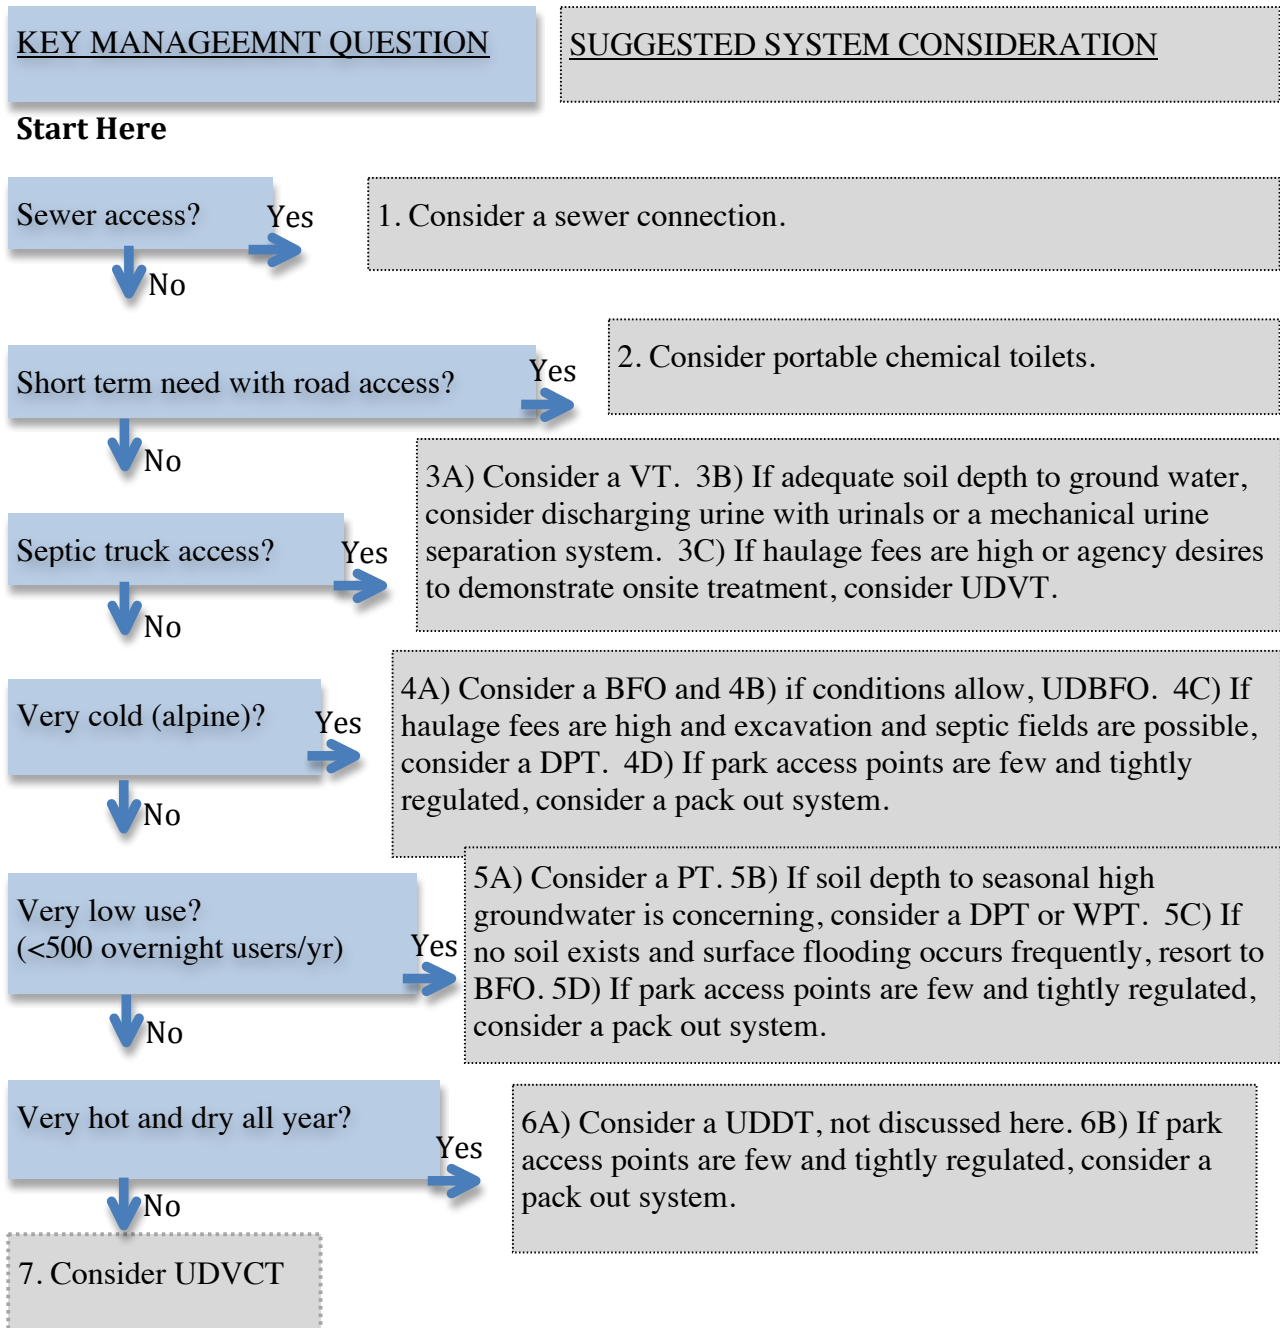 KEY MANAGEEMNT QUESTION
SUGGESTED SYSTEM CONSIDERATION
Start Here
Sewer access?
Yes
1. Consider a sewer connection.
No
Short term need with road access?
Yes
2. Consider portable chemical toilets.
No
Septic truck access?
Yes
3A) Consider a VT.  3B) If adequate soil depth to ground water,
consider discharging urine with urinals or a mechanical urine
separation system.  3C) If haulage fees are high or agency desires
to demonstrate onsite treatment, consider UDVT.
No
Very cold (alpine)?
Yes
4A) Consider a BFO and 4B) if conditions allow, UDBFO.  4C) If
haulage fees are high and excavation and septic fields are possible,
consider a DPT.  4D) If park access points are few and tightly
regulated, consider a pack out system.
No
Very low use?
(<500 overnight users/yr)
Yes
5A) Consider a PT. 5B) If soil depth to seasonal high
groundwater is concerning, consider a DPT or WPT.  5C) If
no soil exists and surface flooding occurs frequently, resort to
BFO. 5D) If park access points are few and tightly regulated,
consider a pack out system.
No
Very hot and dry all year?
Yes
6A) Consider a UDDT, not discussed here. 6B) If park
access points are few and tightly regulated, consider a
pack out system.
No
7. Consider UDVCT